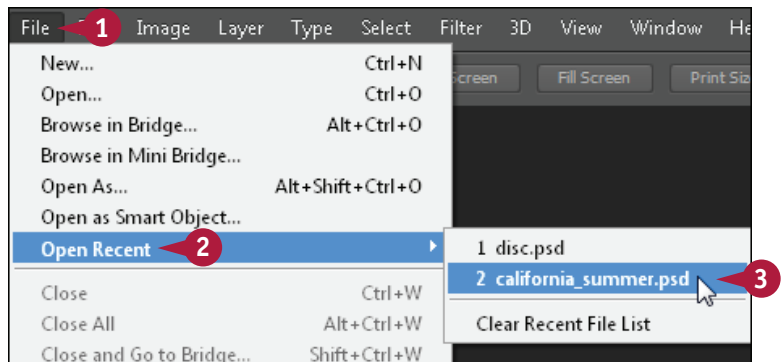 File Image Layer Type Select Filter 3D View Window
1
Screen Fill Screen Print
New... Ctrl+N
Open... Ctrl+O
Browse in Bridge... Alt+Ctrl+O
Browse in Mini Bridge...
Open As... Alt+Shift+Ctrl+O
Open as Smart Object...
Open Recent 2
1 disc.psd
2 california_summer.psd 3
Clear Recent File List
Close Ctrl+W
Close All Alt+Ctrl+W
Close and Go to Bridge... Shift+Ctrl+W